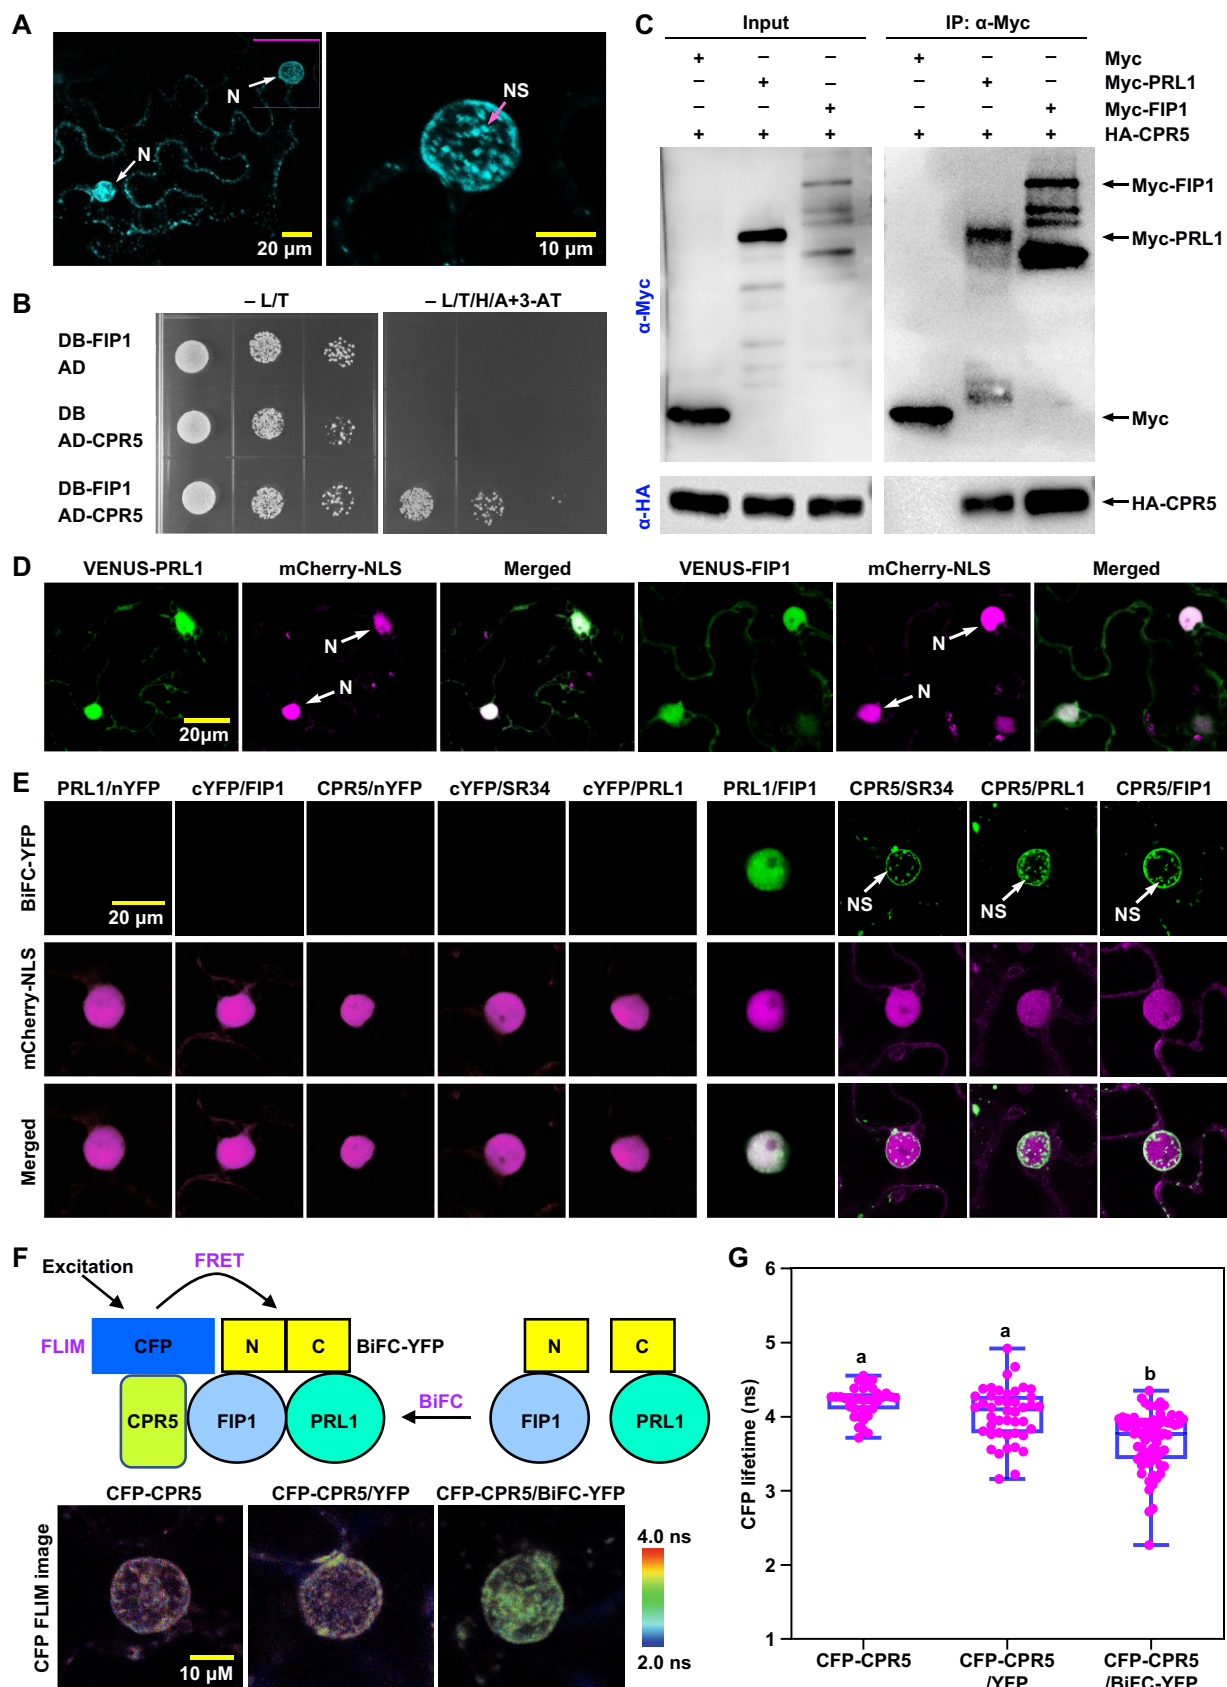 A
N
N
20 µm
NS
10 µm
B
– L/T
– L/T/H/A+3-AT
DB-FIP1
AD
DB
AD-CPR5
DB-FIP1
AD-CPR5
C
Input
IP: α-Myc
+ – – + – – Myc
– + – – + – Myc-PRL1
– – + – – + Myc-FIP1
+ + + + + + HA-CPR5
α-Myc
Myc-FIP1
Myc-PRL1
Myc
α-HA
HA-CPR5
D
VENUS-PRL1 mCherry-NLS Merged VENUS-FIP1 mCherry-NLS Merged
N
N
20µm
N
N
E
PRL1/nYFP cYFP/FIP1 CPR5/nYFP cYFP/SR34 cYFP/PRL1 PRL1/FIP1 CPR5/SR34 CPR5/PRL1 CPR5/FIP1
BiFC-YFP
20 µm
NS
NS
NS
mCherry-NLS
Merged
F
Excitation
FRET
FLIM
CFP
N
C
BiFC-YFP
N
C
CPR5
FIP1
PRL1
BiFC
FIP1
PRL1
CFP-CPR5
CFP-CPR5/YFP
CFP-CPR5/BiFC-YFP
CFP FLIM image
10 µM
4.0 ns
2.0 ns
G
CFP lifetime (ns)
6
5
4
3
2
1
a
a
b
CFP-CPR5
CFP-CPR5
/YFP
CFP-CPR5
/BiFC-YFP